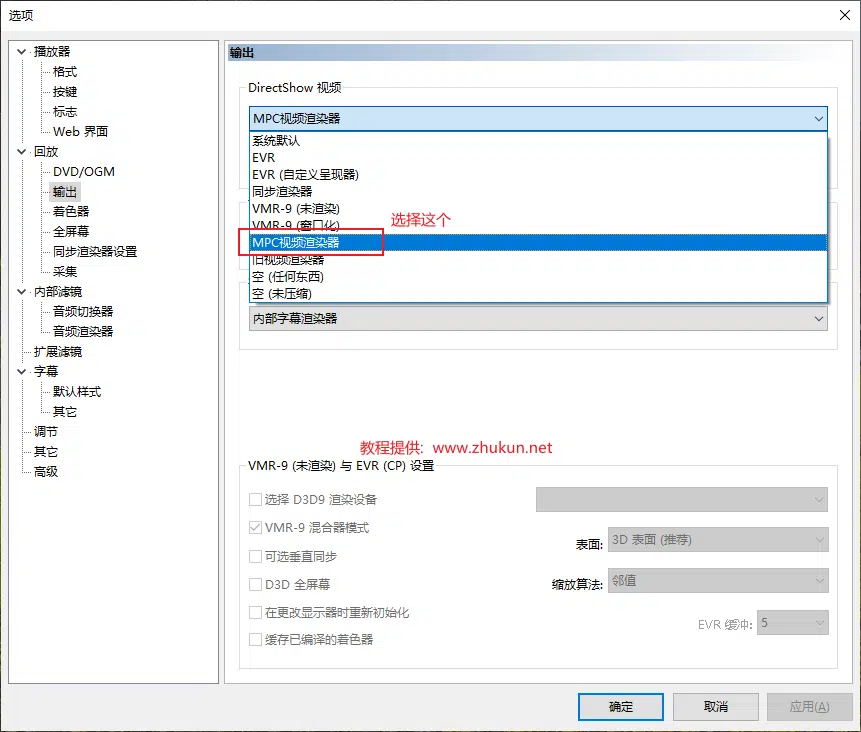 选项
播放器
格式
按键
标志
Web 界面
回放
DVD/OGM
输出
着色器
全屏幕
同步渲染器设置
采集
内部滤镜
音频切换器
音频渲染器
扩展滤镜
字幕
默认样式
其它
调节
其它
高级
输出
DirectShow 视频
MPC视频渲染器
系统默认
EVR
EVR (自定义呈现器)
同步渲染器
VMR-9 (未渲染)
VMR-9 (窗口化)
选择这个
MPC视频渲染器
旧视频渲染器
空 (任何东西)
空 (未压缩)
内部字幕渲染器
教程提供: www.zhukun.net
VMR-9 (未渲染) 与 EVR (CP) 设置
选择 D3D9 渲染设备
VMR-9 混合器模式
表面: 3D 表面 (推荐)
可选垂直同步
D3D 全屏幕
缩放算法: 邻值
在更改显示器时重新初始化
EVR 缓冲: 5
缓存已编译的着色器
确定 取消 应用(A)